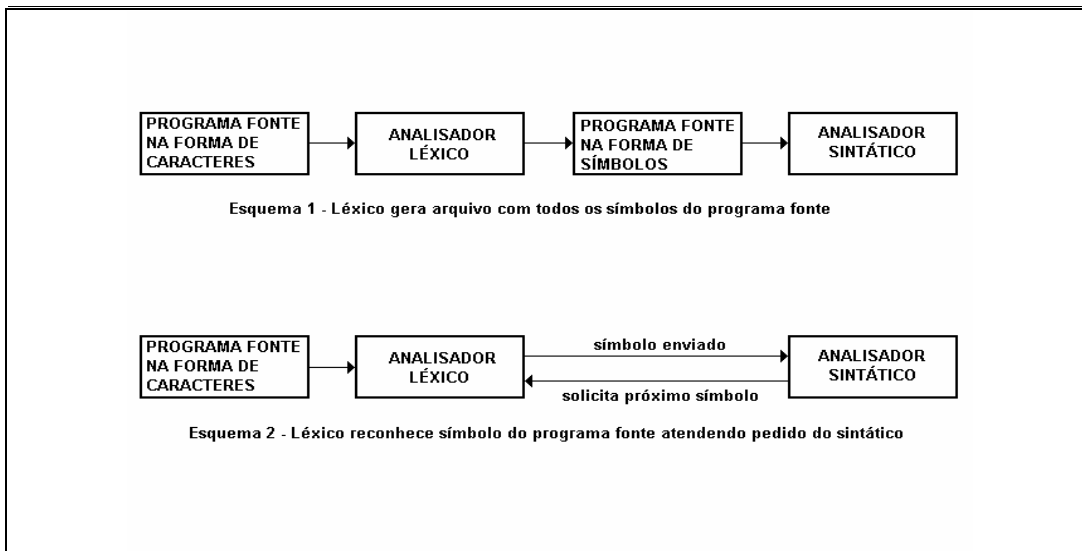 PROGRAMA FONTE
NA FORMA DE
CARACTERES
ANALISADOR
LÉXICO
PROGRAMA FONTE
NA FORMA DE
SÍMBOLOS
ANALISADOR
SINTÁTICO
Esquema 1 - Léxico gera arquivo com todos os símbolos do programa fonte
PROGRAMA FONTE
NA FORMA DE
CARACTERES
ANALISADOR
LÉXICO
símbolo enviado
solicita próximo símbolo
ANALISADOR
SINTÁTICO
Esquema 2 - Léxico reconhece símbolo do programa fonte atendendo pedido do sintático